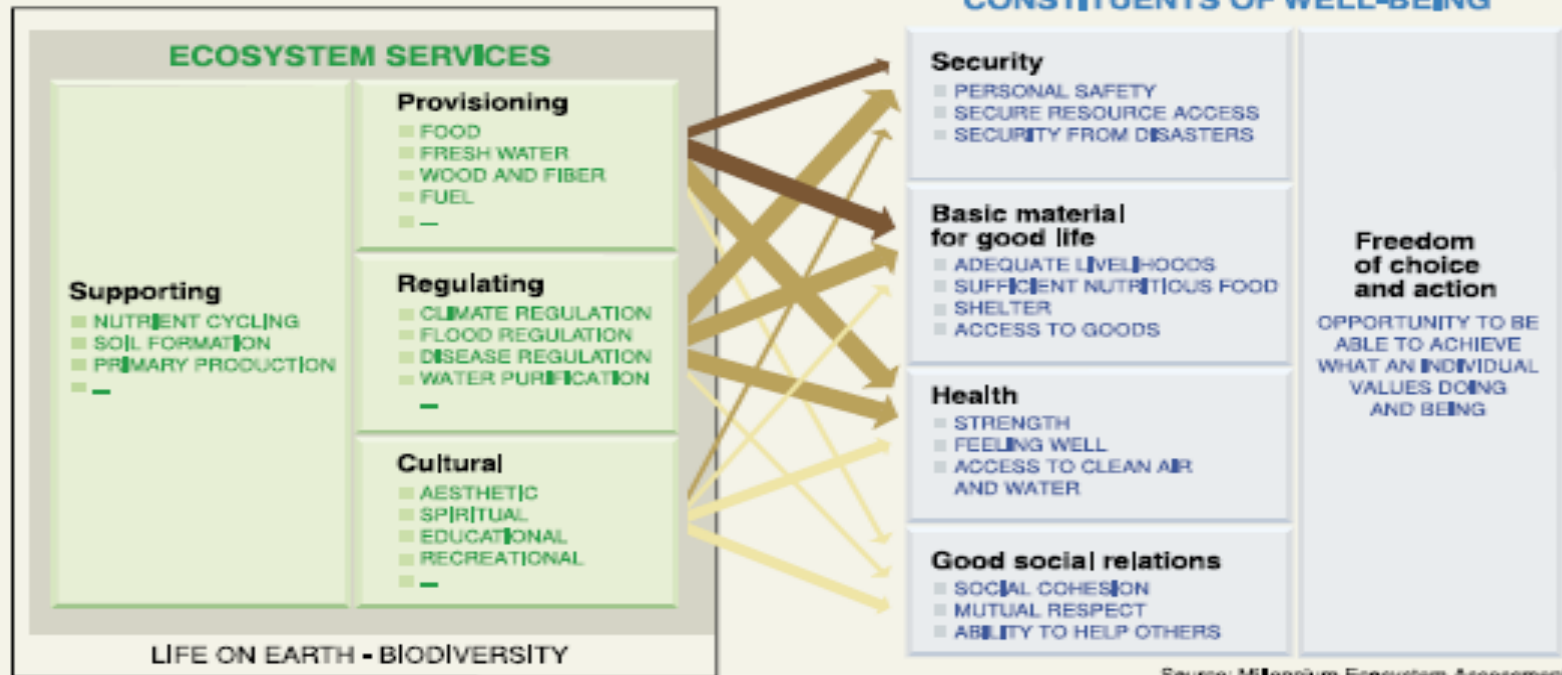 CONSTITUENTS OF WELL-BEING
ECOSYSTEM SERVICES
Supporting
NUTRIENT CYCLING
SOIL FORMATION
PRIMARY PRODUCTION
Provisioning
FOOD
FRESH WATER
WOOD AND FIBER
FUEL
Regulating
CLIMATE REGULATION
FLOOD REGULATION
DISEASE REGULATION
WATER PURIFICATION
Cultural
AESTHETIC
SPIRITUAL
EDUCATIONAL
RECREATIONAL
LIFE ON EARTH - BIODIVERSITY
Security
PERSONAL SAFETY
SECURE RESOURCE ACCESS
SECURITY FROM DISASTERS
Basic material
for good life
ADEQUATE LIVELIHOODS
SUFFICIENT NUTRITIOUS FOOD
SHELTER
ACCESS TO GOODS
Health
STRENGTH
FEELING WELL
ACCESS TO CLEAN AIR
AND WATER
Good social relations
SOCIAL COHESION
MUTUAL RESPECT
ABILITY TO HELP OTHERS
Freedom
of choice
and action
OPPORTUNITY TO BE
ABLE TO ACHIEVE
WHAT AN INDIVIDUAL
VALUES DOING
AND BEING
Source: Millennium Ecosystem Assessment